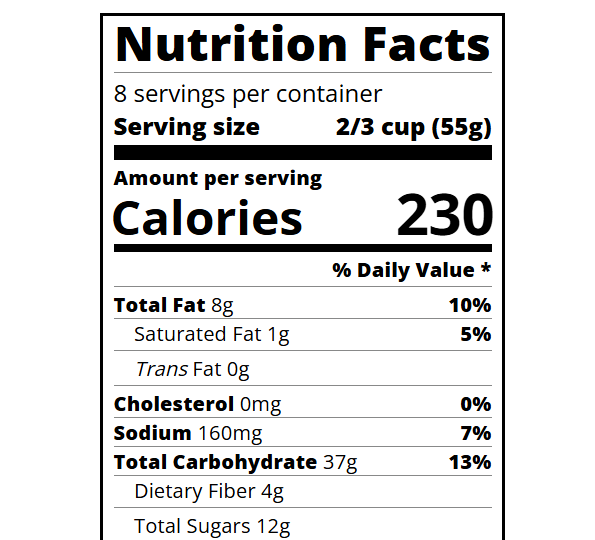 Nutrition Facts
8 servings per container
Serving size 2/3 cup (55g)
Amount per serving
Calories 230
% Daily Value *
Total Fat 8g 10%
Saturated Fat 1g 5%
Trans Fat 0g
Cholesterol 0mg 0%
Sodium 160mg 7%
Total Carbohydrate 37g 13%
Dietary Fiber 4g
Total Sugars 12g